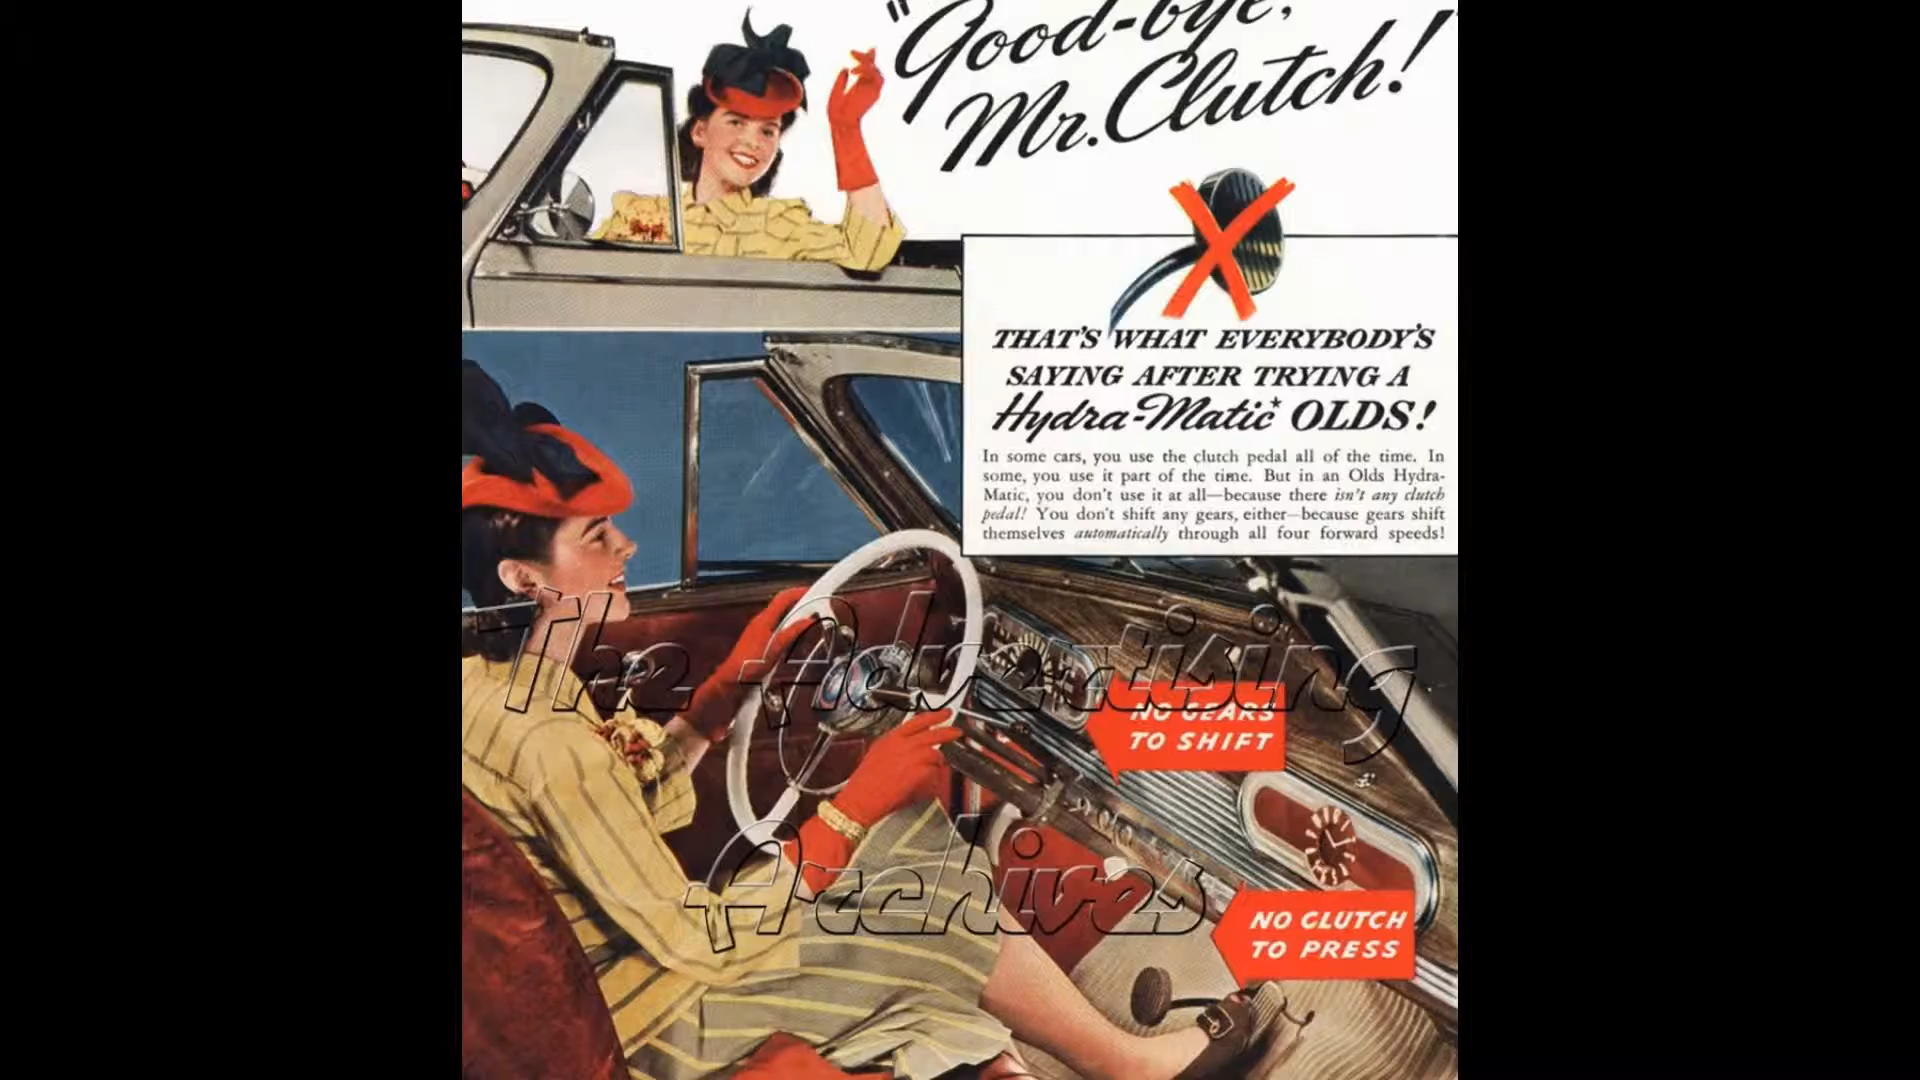 "Good-bye,
Mr. Clutch!"
THAT'S WHAT EVERYBODY'S
SAYING AFTER TRYING A
Hydra-Matic* OLDS!
In some cars, you use the clutch pedal all of the time. In
some, you use it part of the time. But in an Olds Hydra-
Matic, you don't use it at all—because there isn't any clutch
pedal! You don't shift any gears, either—because gears shift
themselves automatically through all four forward speeds!
The Advertising
NO GEARS
TO SHIFT
Archives
NO CLUTCH
TO PRESS